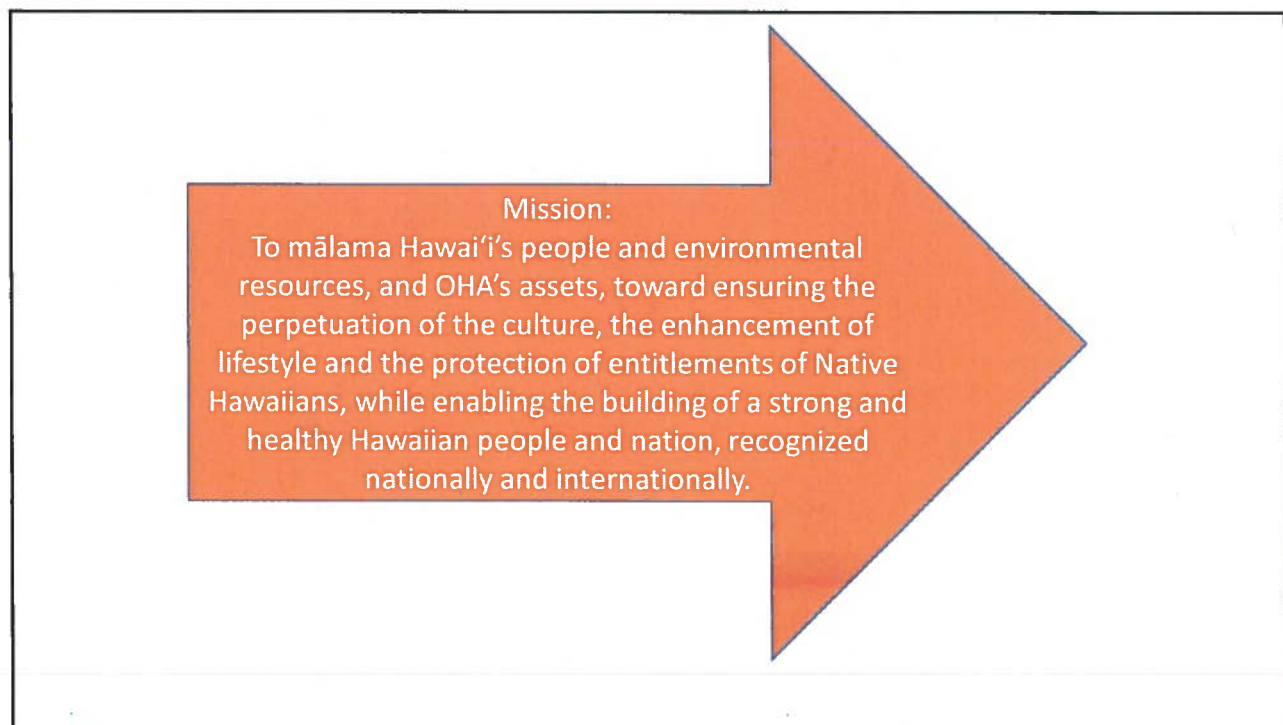 Mission:
To mālama Hawai‘i’s people and environmental
resources, and OHA’s assets, toward ensuring the
perpetuation of the culture, the enhancement of
lifestyle and the protection of entitlements of Native
Hawaiians, while enabling the building of a strong and
healthy Hawaiian people and nation, recognized
nationally and internationally.